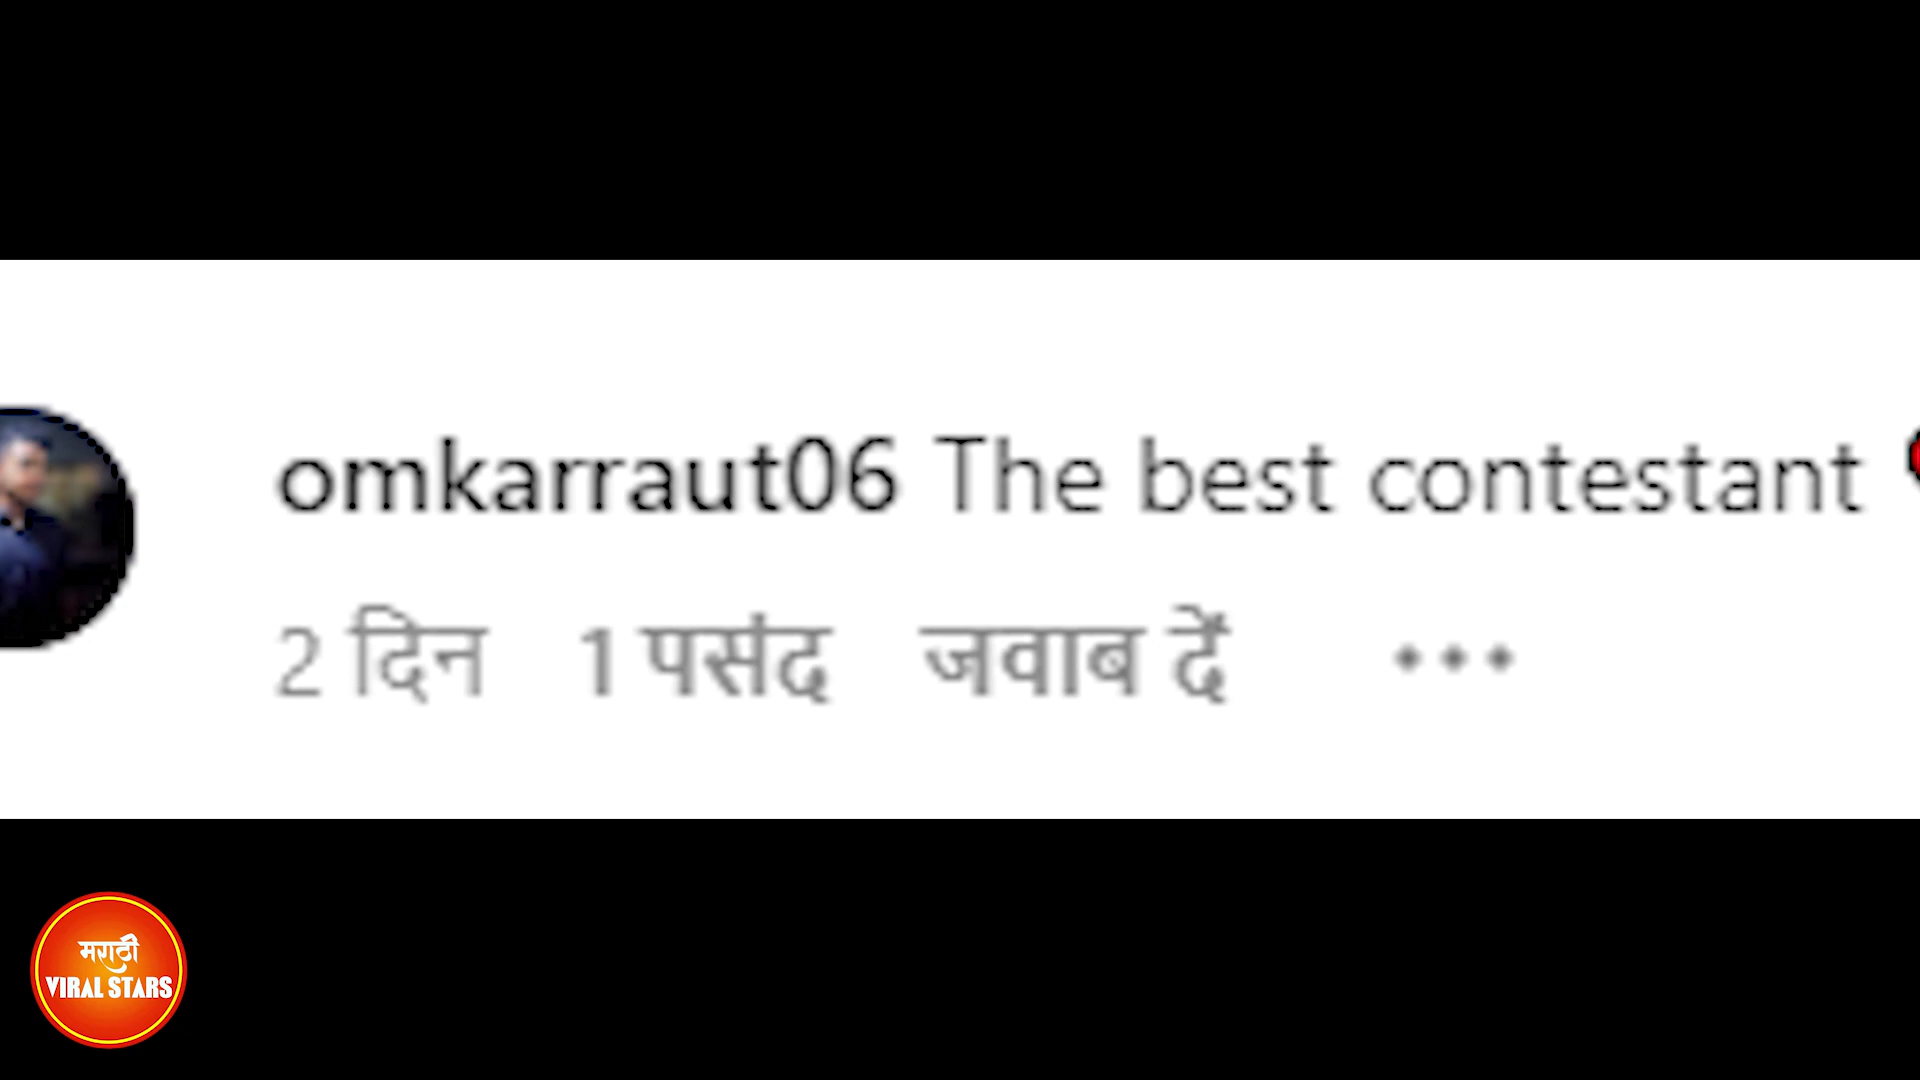 omkarraut06 The best contestant
2 दिन 1 पसंद जवाब दें
मराठी
VIRAL STARS